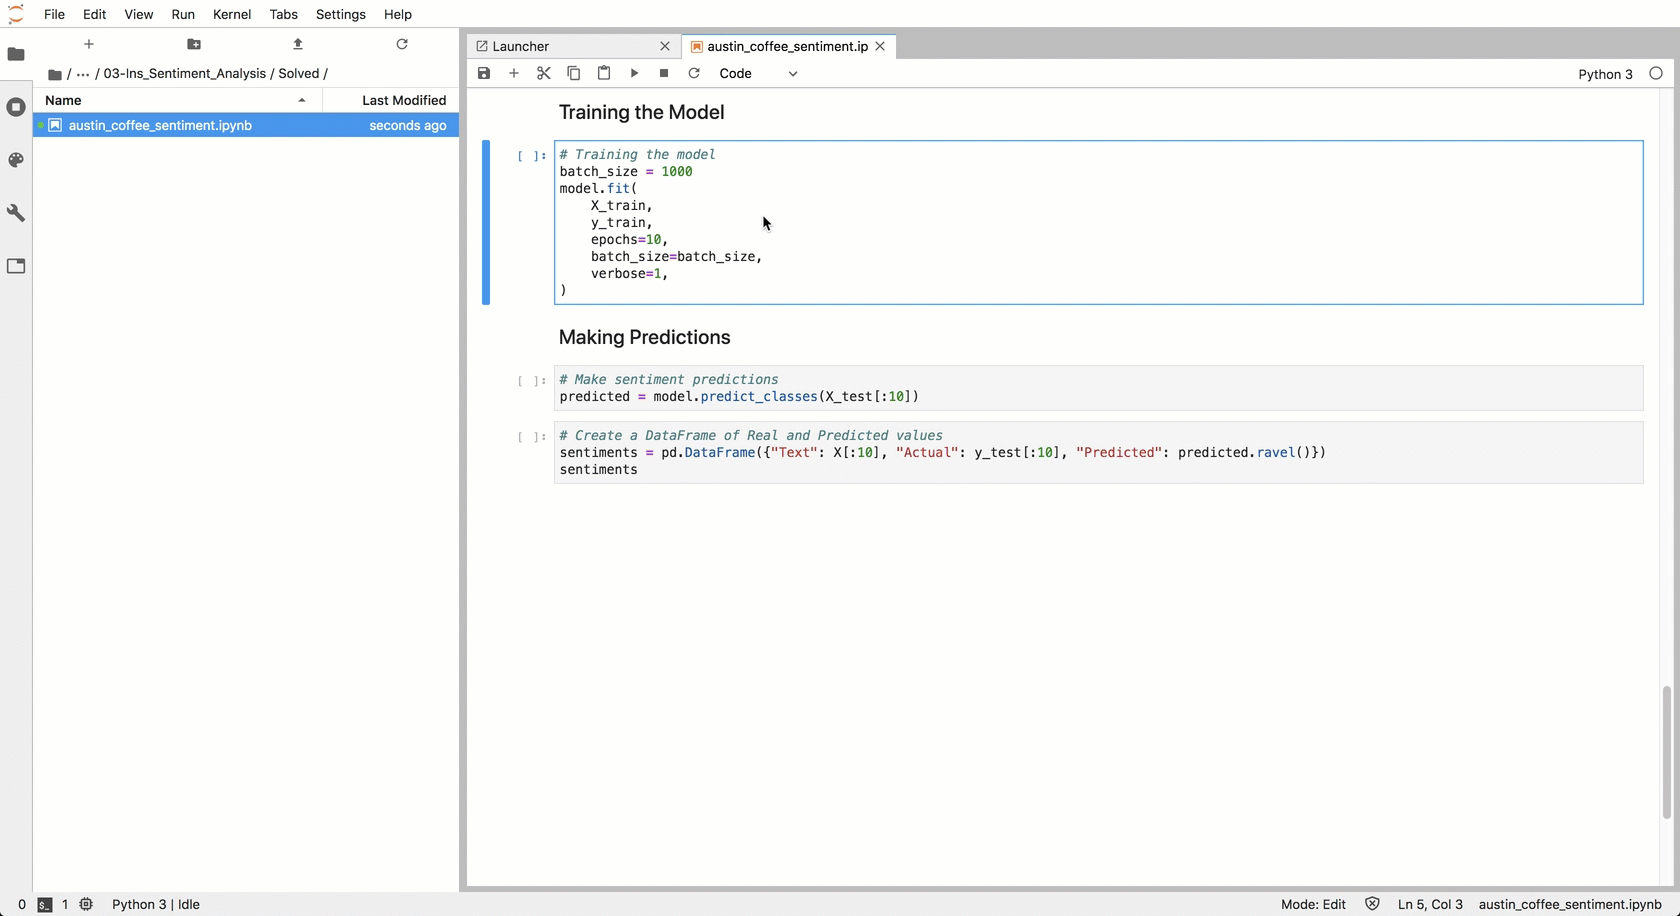 File Edit View Run Kernel Tabs Settings Help
/ ··· / 03-Ins_Sentiment_Analysis / Solved /
Name Last Modified
austin_coffee_sentiment.ipynb seconds ago
Launcher austin_coffee_sentiment.ip
Code Python 3
Training the Model
[ ]: # Training the model
batch_size = 1000
model.fit(
X_train,
y_train,
epochs=10,
batch_size=batch_size,
verbose=1,
)
Making Predictions
[ ]: # Make sentiment predictions
predicted = model.predict_classes(X_test[:10])
[ ]: # Create a DataFrame of Real and Predicted values
sentiments = pd.DataFrame({"Text": X[:10], "Actual": y_test[:10], "Predicted": predicted.ravel()})
sentiments
0 $_ 1 Python 3 | Idle Mode: Edit Ln 5, Col 3 austin_coffee_sentiment.ipynb